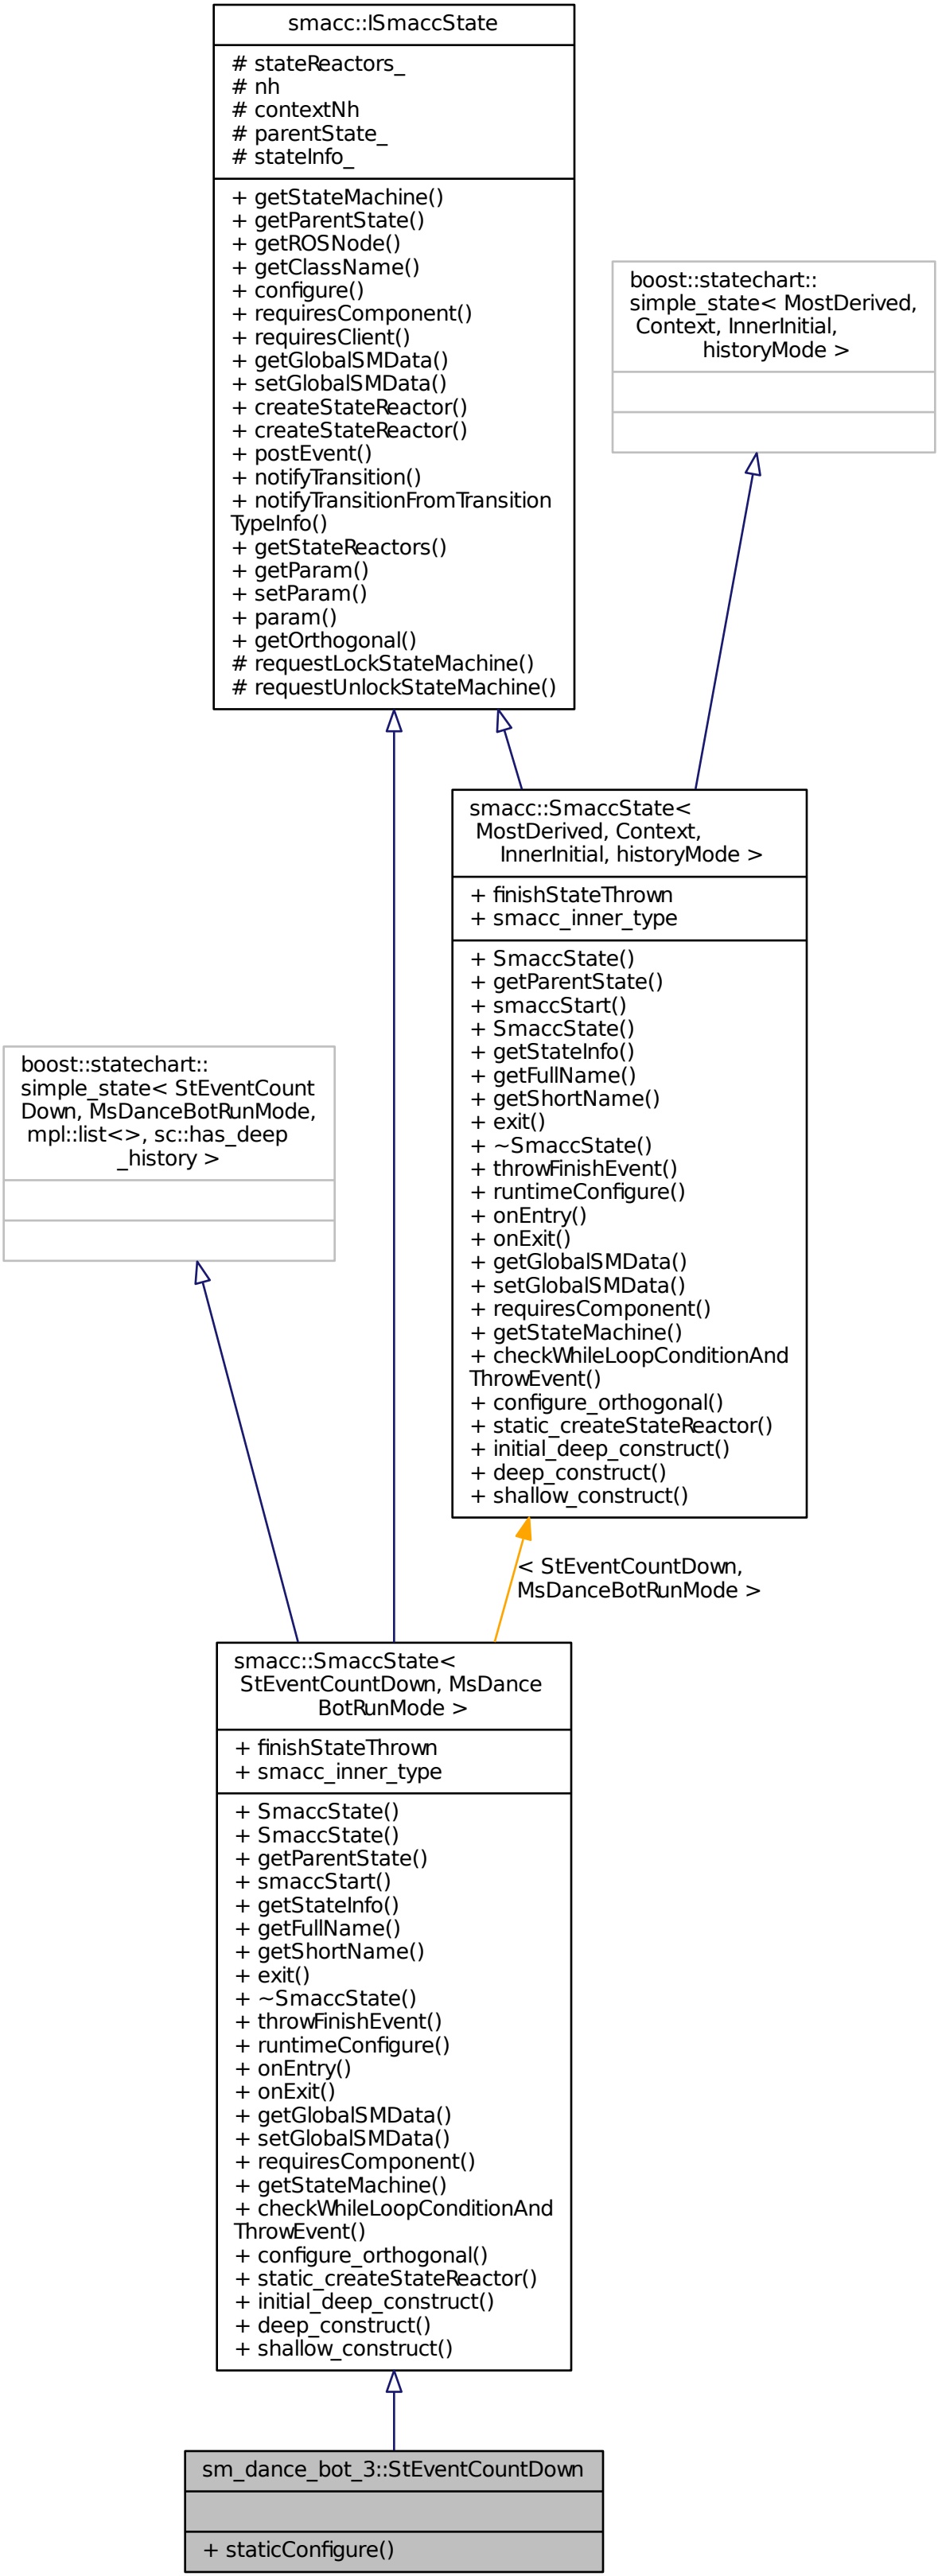 smacc::ISmaccState
# stateReactors_
# nh
# contextNh
# parentState_
# stateInfo_
+ getStateMachine()
+ getParentState()
+ getROSNode()
+ getClassName()
+ configure()
+ requiresComponent()
+ requiresClient()
+ getGlobalSMData()
+ setGlobalSMData()
+ createStateReactor()
+ createStateReactor()
+ postEvent()
+ notifyTransition()
+ notifyTransitionFromTransition
TypeInfo()
+ getStateReactors()
+ getParam()
+ setParam()
+ param()
+ getOrthogonal()
# requestLockStateMachine()
# requestUnlockStateMachine()
boost::statechart::
simple_state< MostDerived,
Context, InnerInitial,
historyMode >
smacc::SmaccState<
MostDerived, Context,
InnerInitial, historyMode >
+ finishStateThrown
+ smacc_inner_type
+ SmaccState()
+ getParentState()
+ smaccStart()
+ SmaccState()
+ getStateInfo()
+ getFullName()
+ getShortName()
+ exit()
+ ~SmaccState()
+ throwFinishEvent()
+ runtimeConfigure()
+ onEntry()
+ onExit()
+ getGlobalSMData()
+ setGlobalSMData()
+ requiresComponent()
+ getStateMachine()
+ checkWhileLoopConditionAnd
ThrowEvent()
+ configure_orthogonal()
+ static_createStateReactor()
+ initial_deep_construct()
+ deep_construct()
+ shallow_construct()
boost::statechart::
simple_state< StEventCount
Down, MsDanceBotRunMode,
mpl::list<>, sc::has_deep
_history >
< StEventCountDown,
MsDanceBotRunMode >
smacc::SmaccState<
StEventCountDown, MsDance
BotRunMode >
+ finishStateThrown
+ smacc_inner_type
+ SmaccState()
+ SmaccState()
+ getParentState()
+ smaccStart()
+ getStateInfo()
+ getFullName()
+ getShortName()
+ exit()
+ ~SmaccState()
+ throwFinishEvent()
+ runtimeConfigure()
+ onEntry()
+ onExit()
+ getGlobalSMData()
+ setGlobalSMData()
+ requiresComponent()
+ getStateMachine()
+ checkWhileLoopConditionAnd
ThrowEvent()
+ configure_orthogonal()
+ static_createStateReactor()
+ initial_deep_construct()
+ deep_construct()
+ shallow_construct()
sm_dance_bot_3::StEventCountDown
+ staticConfigure()